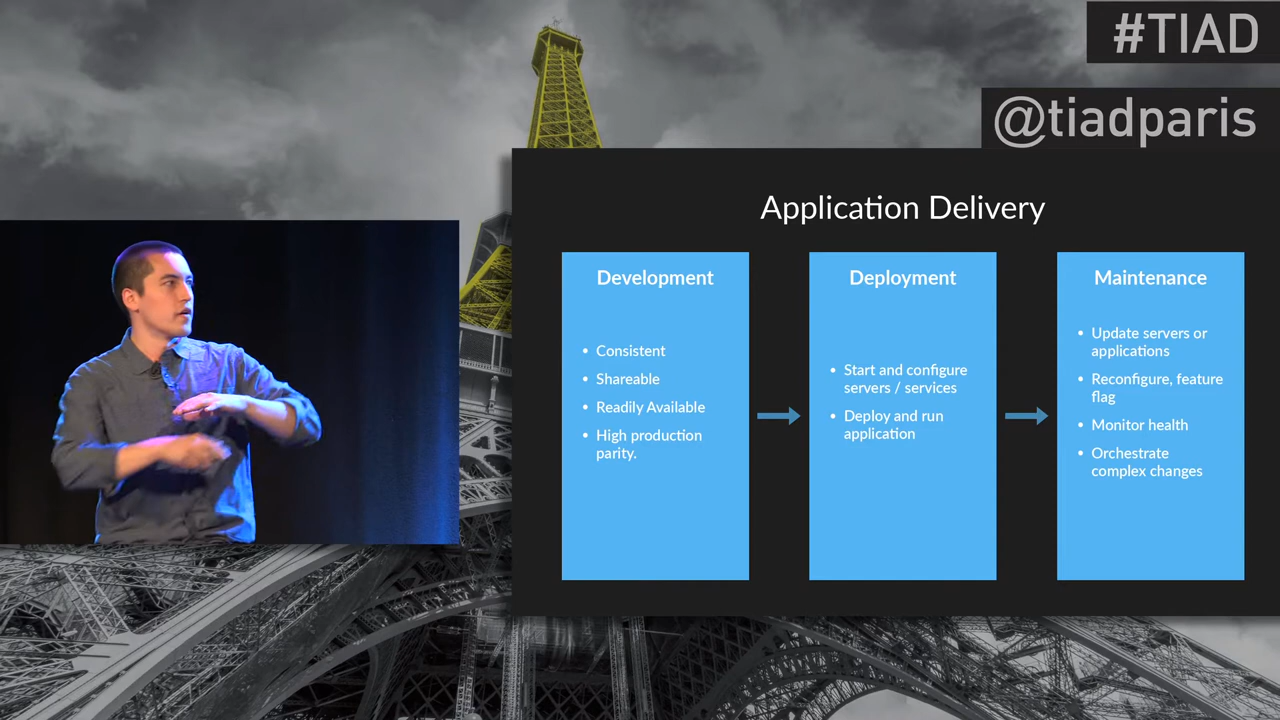 #TIAD
@tiadparis
Application Delivery
Development
• Consistent
• Shareable
• Readily Available
• High production
parity.
Deployment
• Start and configure
servers / services
• Deploy and run
application
Maintenance
• Update servers or
applications
• Reconfigure, feature
flag
• Monitor health
• Orchestrate
complex changes